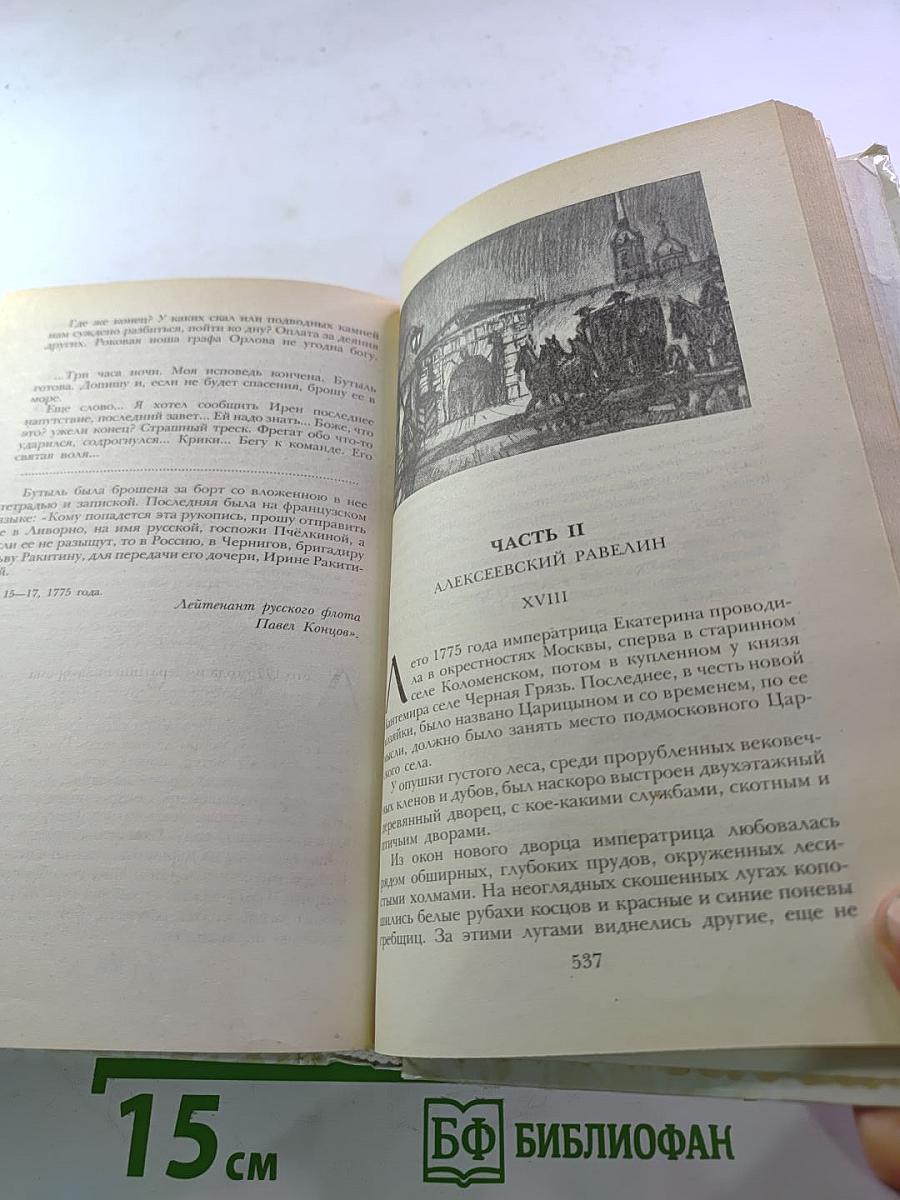 Где же конец? У каких скал или подводных камней
нам суждено разбиться, пойти ко дну? Оплата за деяния
других. Роковая ноша графа Орлова не угодна богу.
...Три часа ночи. Моя исповедь кончена. Бутыль
готова. Допишу и, если не будет спасения, брошу ее в
море.
Еще слово... Я хотел сообщить Ирен последнее
напутствие, последний завет... Ей надо знать... Боже, что
это? ужели конец? Страшный треск. Фрегат обо что-то
ударился, содрогнулся... Крики... Бегу к команде. Его
святая воля...
Бутыль была брошена за борт со вложенною в нее
тетрадью и запиской. Последняя была на французском
языке: «Кому попадется эта рукопись, прошу отправить
е в Ливорно, на имя русской, госпожи Пчёлкиной, а
ли ее не разыщут, то в Россию, в Чернигов, бригадиру
ьву Ракитину, для передачи его дочери, Ирине Ракити-
й.
15—17, 1775 года.
Лейтенант русского флота
Павел Концов».
ЧАСТЬ II
АЛЕКСЕЕВСКИЙ РАВЕЛИН
XVIII
Лето 1775 года императрица Екатерина проводи-
ла в окрестностях Москвы, сперва в старинном
селе Коломенском, потом в купленном у князя
Кантемира селе Черная Грязь. Последнее, в честь новой
хозяйки, было названо Царицыном и со временем, по ее
мысли, должно было занять место подмосковного Цар-
ского села.
У опушки густого леса, среди прорубленных вековеч-
ных кленов и дубов, был наскоро выстроен двухэтажный
деревянный дворец, с кое-какими службами, скотным и
птичьим дворами.
Из окон нового дворца императрица любовалась
рядом обширных, глубоких прудов, окруженных леси-
стыми холмами. На неоглядных скошенных лугах копо-
шились белые рубахи косцов и красные и синие поневы
гребщиц. За этими лугами виднелись другие, еще не
537
15 см
БФ БИБЛИОФАН